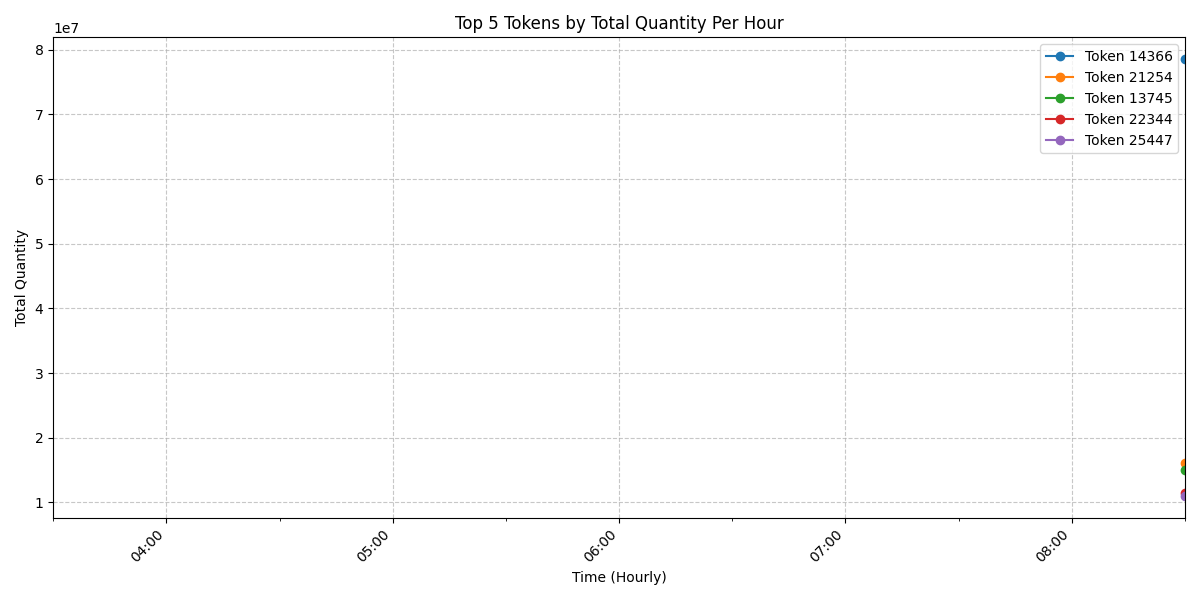 Top 5 Tokens by Total Quantity Per Hour
1e7
8
7
6
5
4
3
2
1
Total Quantity
Token 14366
Token 21254
Token 13745
Token 22344
Token 25447
04:00
05:00
06:00
07:00
08:00
Time (Hourly)